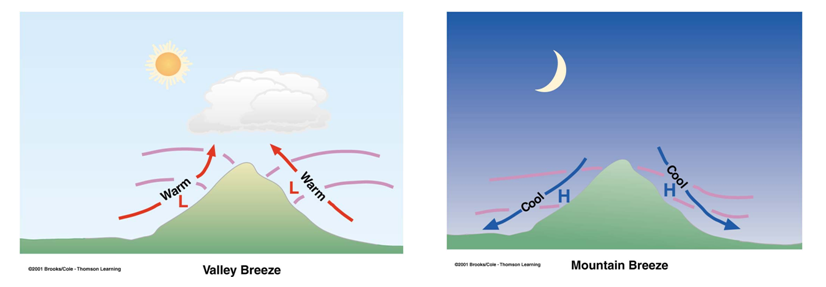 Warm
L
Warm
L
©2001 Brooks/Cole - Thomson Learning
Valley Breeze
Cool
H
Cool
H
©2001 Brooks/Cole - Thomson Learning
Mountain Breeze